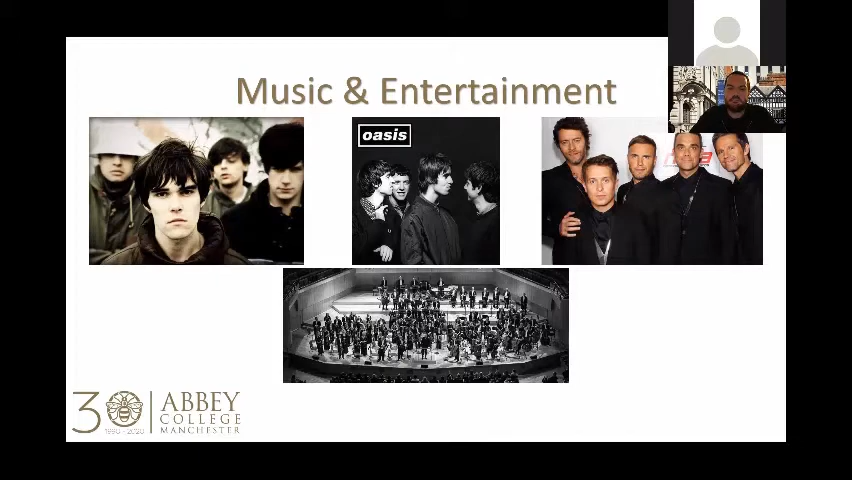 Music & Entertainment
oasis
30
1990 - 2020
ABBEY
COLLEGE
MANCHESTER